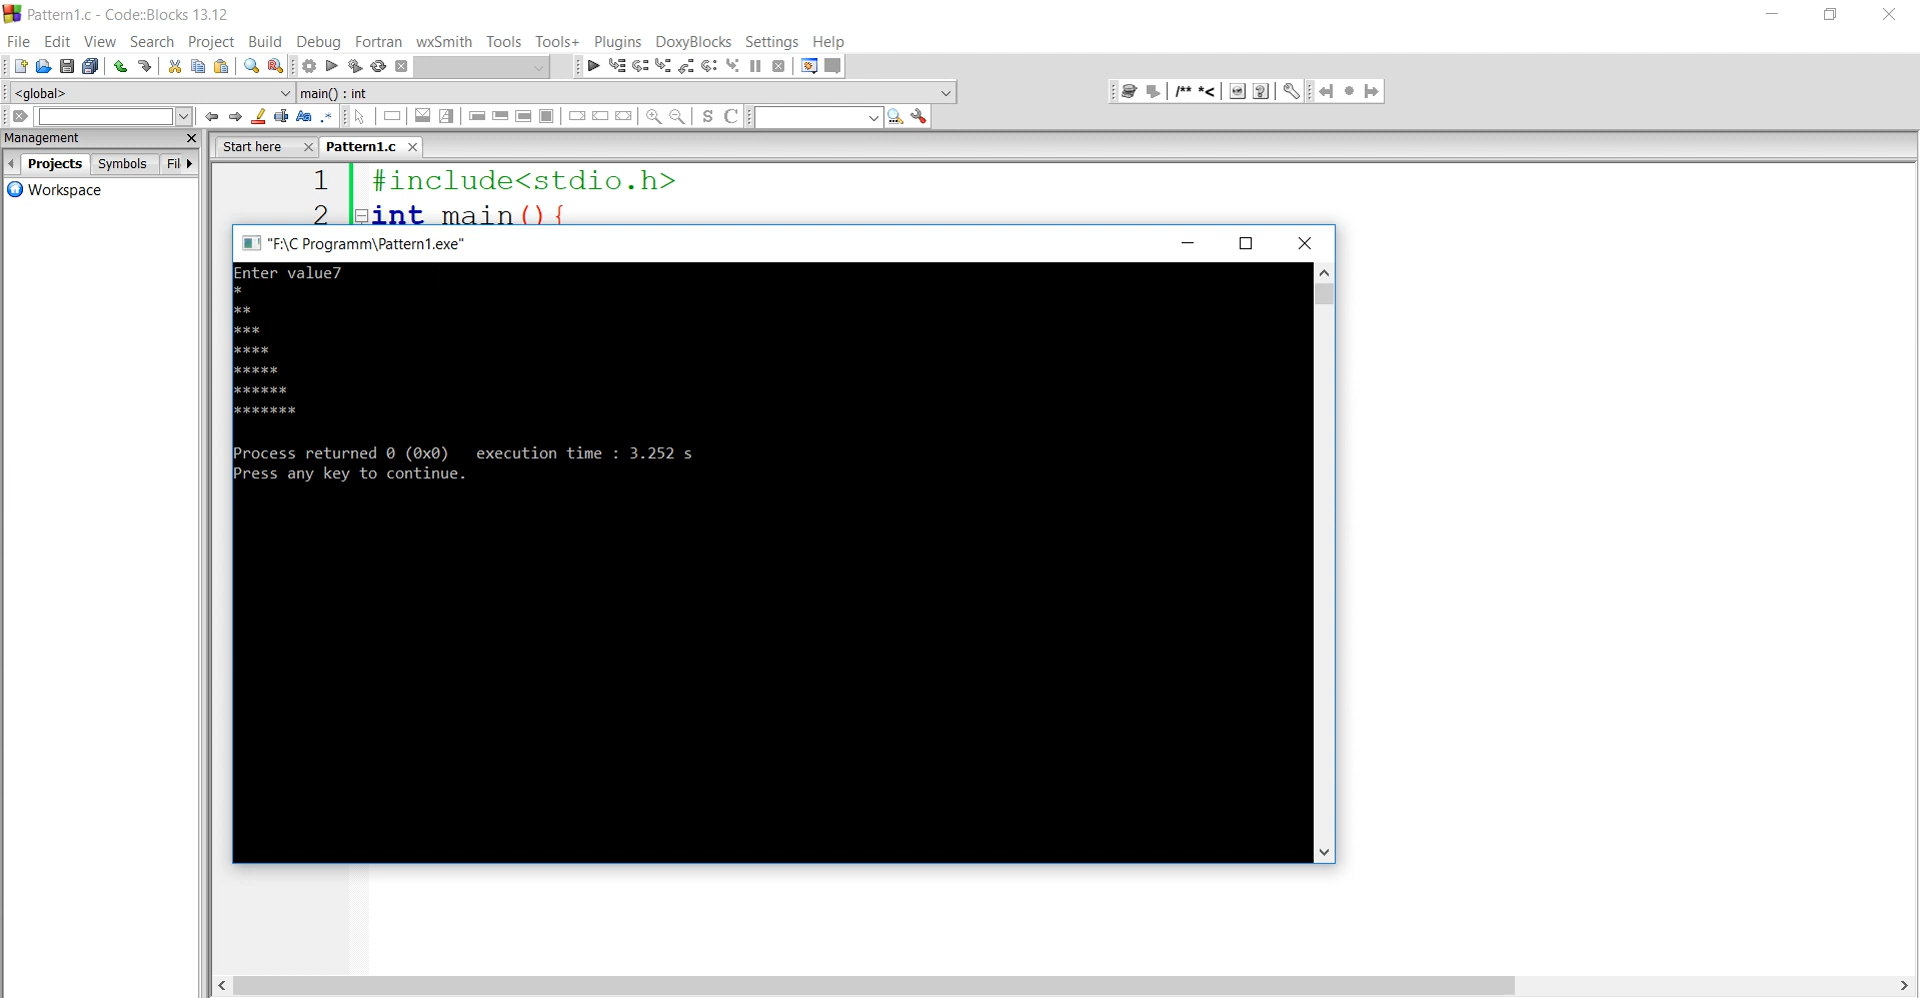 Pattern1.c - Code::Blocks 13.12
File Edit View Search Project Build Debug Fortran wxSmith Tools Tools+ Plugins DoxyBlocks Settings Help
<global> main() : int
/** *<
Aa .* S C
Management
Projects Symbols Fil
Workspace
Start here Pattern1.c
1 #include<stdio.h>
2 int main(){
"F:\C Programm\Pattern1.exe"
Enter value7
*
**
***
****
*****
******
*******
Process returned 0 (0x0)   execution time : 3.252 s
Press any key to continue.